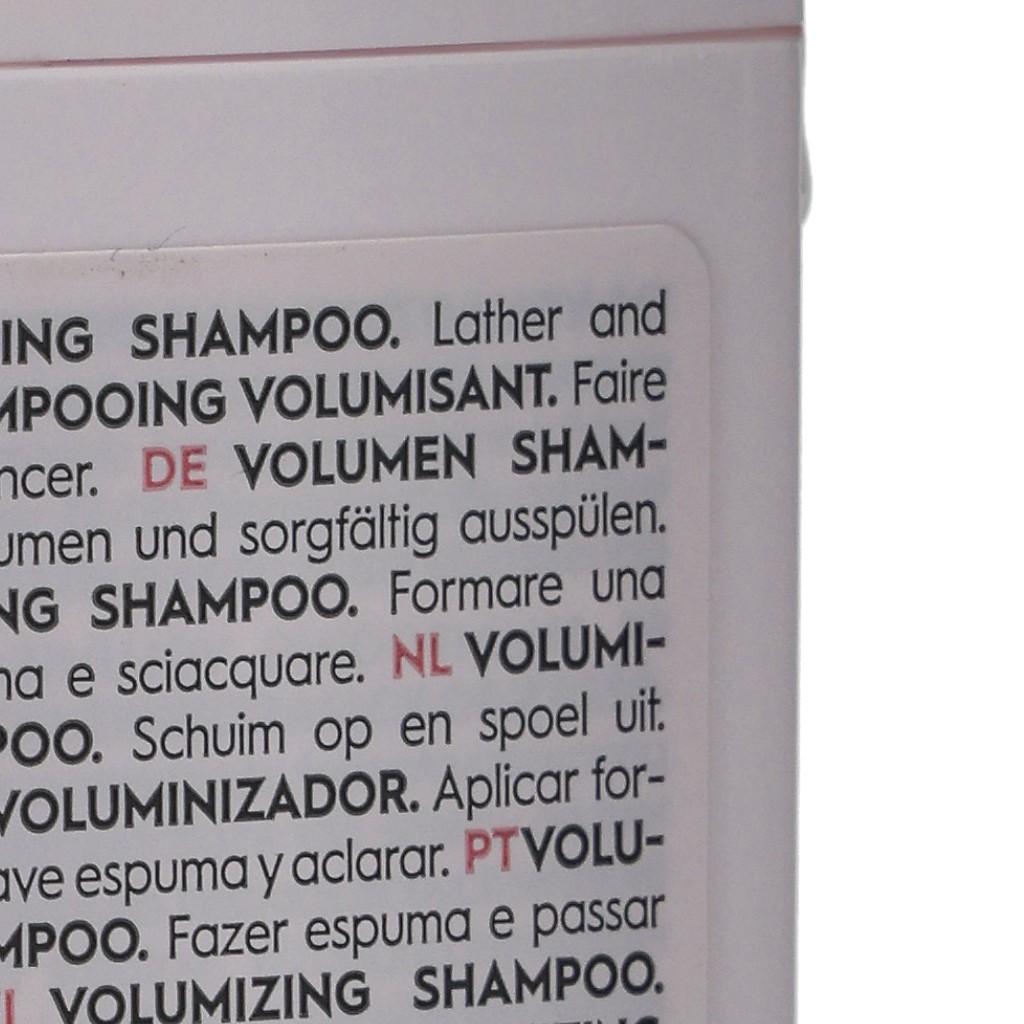 ING SHAMPOO. Lather and
MPOOING VOLUMISANT. Faire
ncer. DE VOLUMEN SHAM-
umen und sorgfältig ausspülen.
NG SHAMPOO. Formare una
na e sciacquare. NL VOLUMI-
POO. Schuim op en spoel uit.
VOLUMINIZADOR. Aplicar for-
ave espuma y aclarar. PT VOLU-
MPOO. Fazer espuma e passar
VOLUMIZING SHAMPOO.